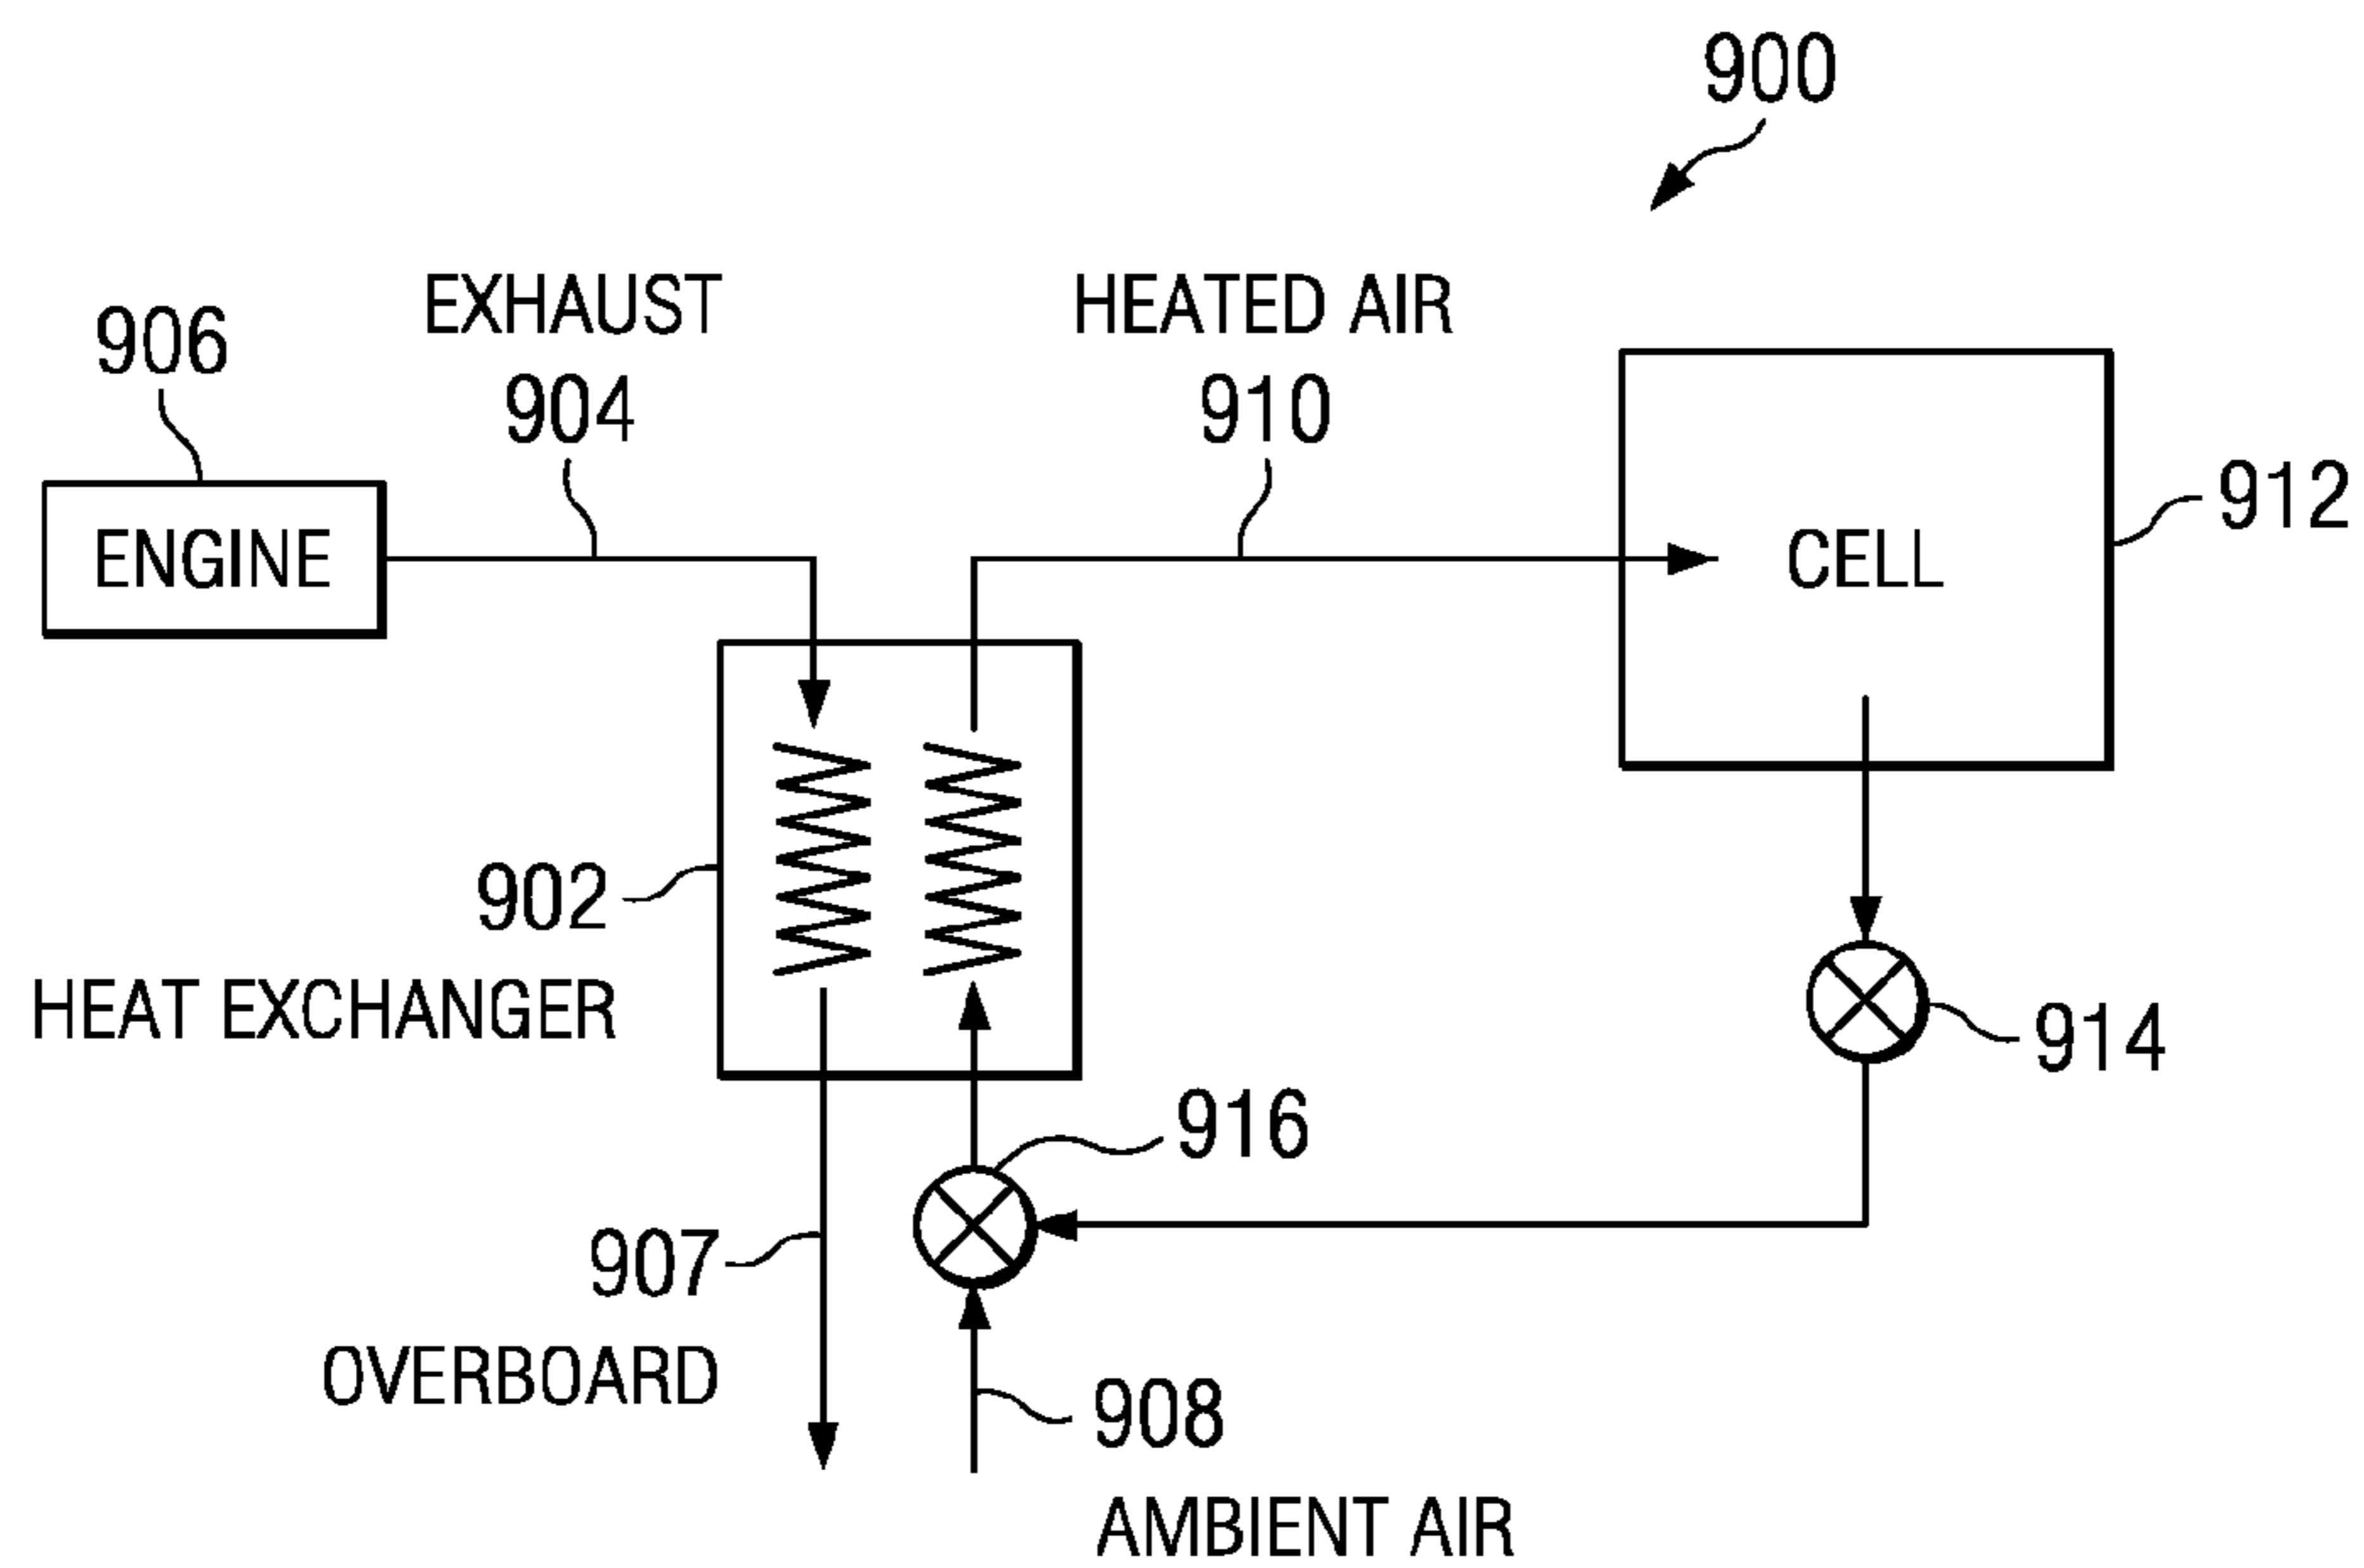 900
EXHAUST
904
HEATED AIR
910
906
ENGINE
CELL
912
902
HEAT EXCHANGER
914
916
907
OVERBOARD
908
AMBIENT AIR